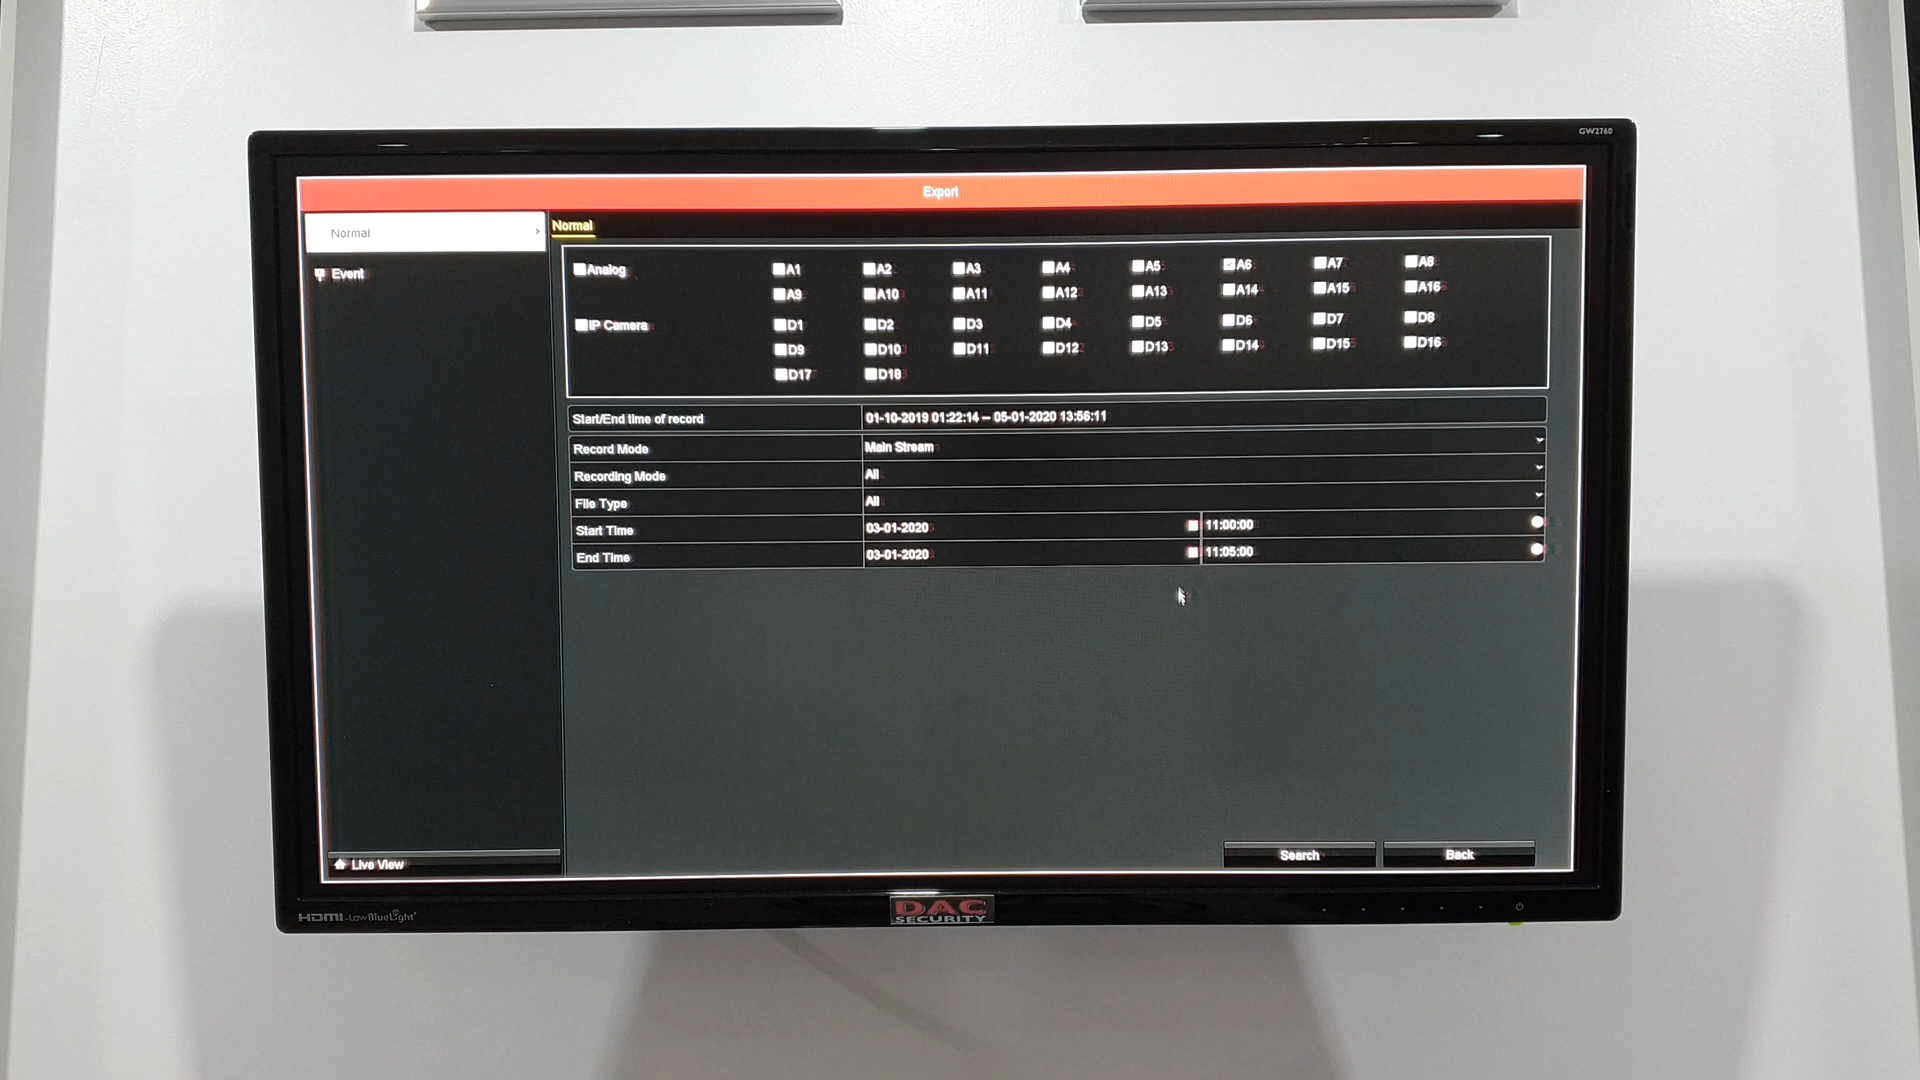 GW2760
Export
Normal
Normal
Event
Analog A1 A2 A3 A4 A5 A6 A7 A8
A9 A10 A11 A12 A13 A14 A15 A16
IP Camera D1 D2 D3 D4 D5 D6 D7 D8
D9 D10 D11 D12 D13 D14 D15 D16
D17 D18
Start/End time of record 01-10-2019 01:22:14 -- 05-01-2020 13:56:11
Record Mode Main Stream
Recording Mode All
File Type All
Start Time 03-01-2020 11:00:00
End Time 03-01-2020 11:05:00
Search Back
Live View
HDMI - Low Blue Light
DAC
SECURITY